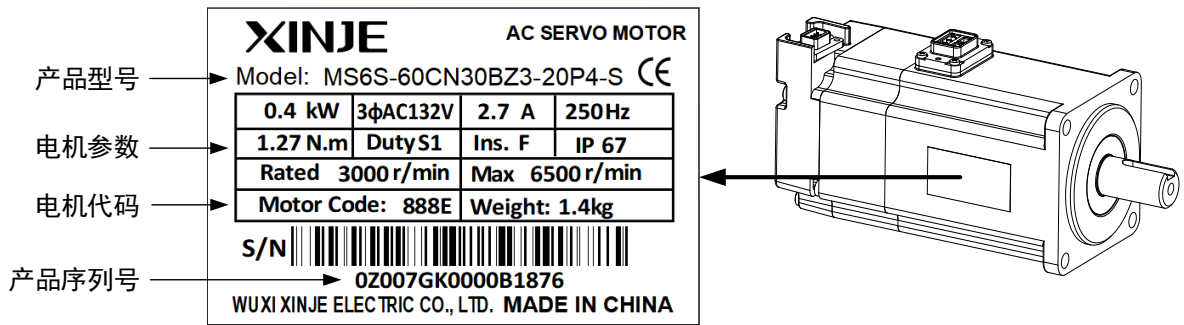 XINJE AC SERVO MOTOR
产品型号
Model: MS6S-60CN30BZ3-20P4-S CE
0.4 kW 3ϕAC132V 2.7 A 250Hz
电机参数
1.27 N.m Duty S1 Ins. F IP 67
Rated 3000 r/min Max 6500 r/min
电机代码
Motor Code: 888E Weight: 1.4kg
S/N
产品序列号
0Z007GK0000B1876
WUXI XINJE ELECTRIC CO., LTD. MADE IN CHINA